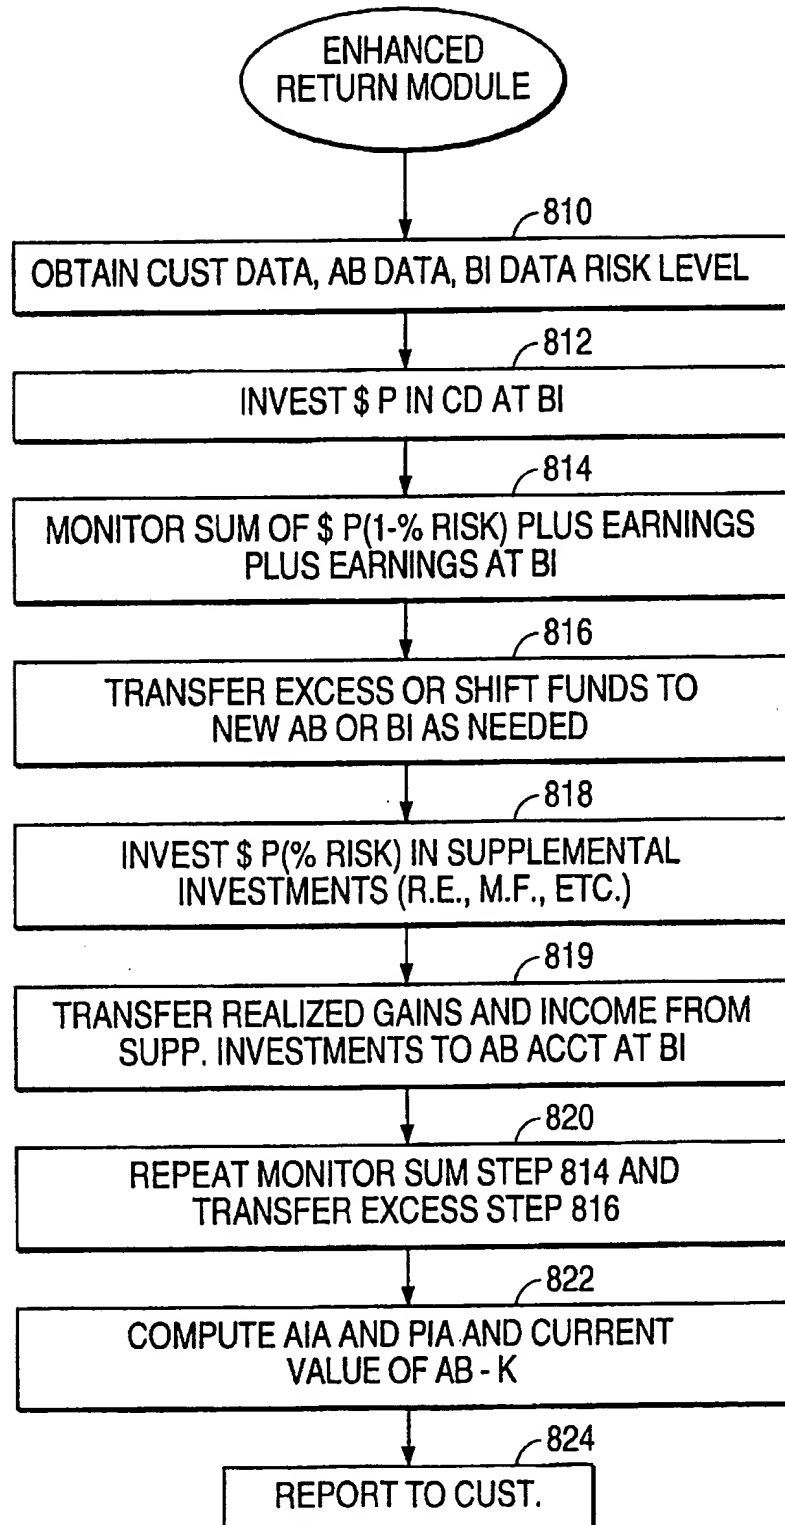 ENHANCED
RETURN MODULE
810
OBTAIN CUST DATA, AB DATA, BI DATA RISK LEVEL
812
INVEST $ P IN CD AT BI
814
MONITOR SUM OF $ P(1-% RISK) PLUS EARNINGS
PLUS EARNINGS AT BI
816
TRANSFER EXCESS OR SHIFT FUNDS TO
NEW AB OR BI AS NEEDED
818
INVEST $ P(% RISK) IN SUPPLEMENTAL
INVESTMENTS (R.E., M.F., ETC.)
819
TRANSFER REALIZED GAINS AND INCOME FROM
SUPP. INVESTMENTS TO AB ACCT AT BI
820
REPEAT MONITOR SUM STEP 814 AND
TRANSFER EXCESS STEP 816
822
COMPUTE AIA AND PIA AND CURRENT
VALUE OF AB - K
824
REPORT TO CUST.